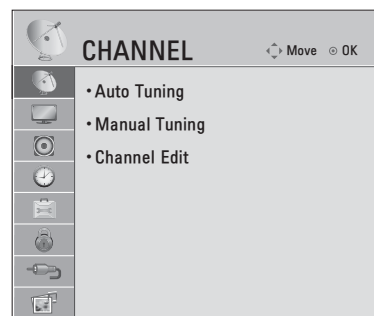 CHANNEL Move OK
• Auto Tuning
• Manual Tuning
• Channel Edit